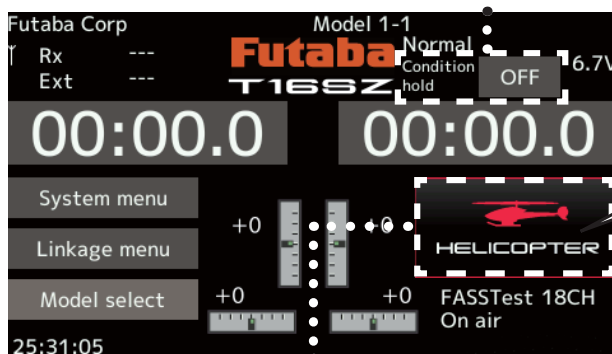 Futaba Corp
Model 1-1
Rx ---
Ext ---
Futaba
T16SZ
Normal
Condition
hold
OFF
6.7V
00:00.0
00:00.0
System menu
Linkage menu
Model select
+0
+0
+0
+0
HELICOPTER
FASSTest 18CH
On air
25:31:05